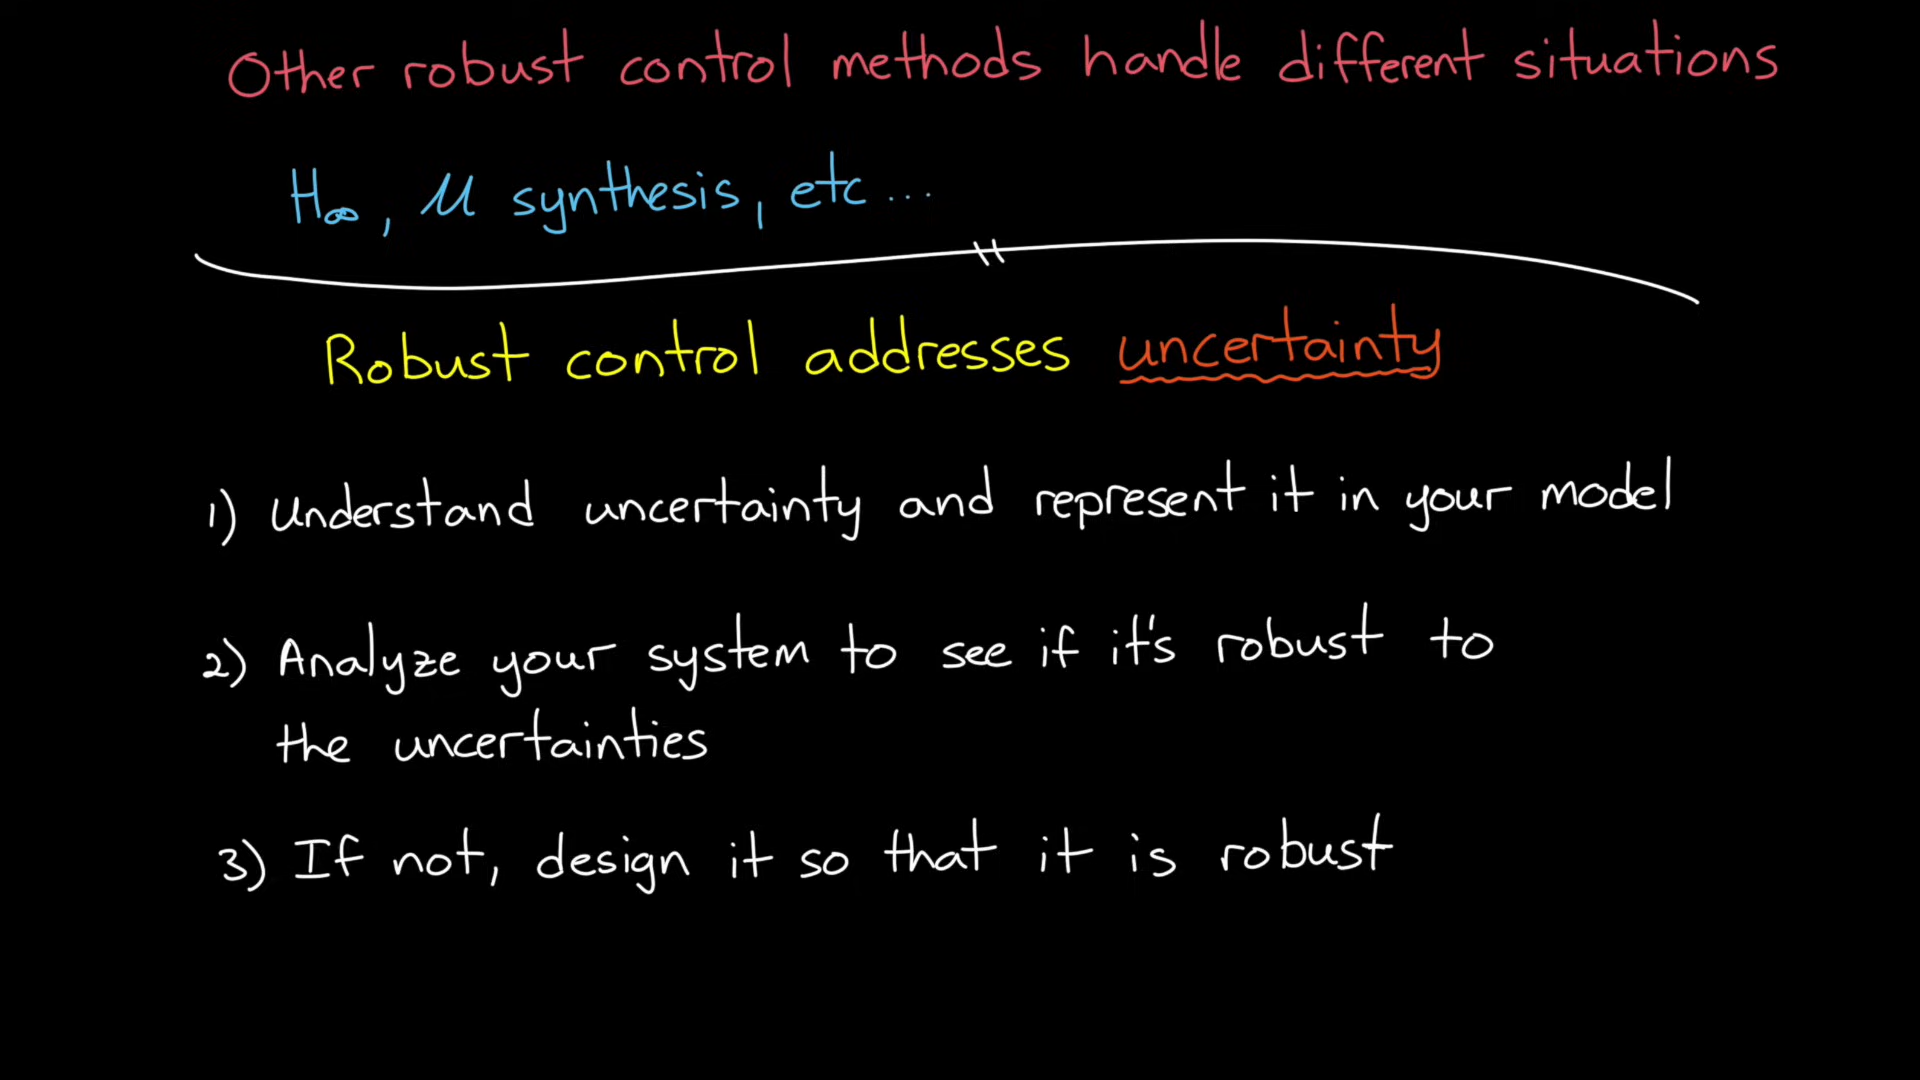 Other robust control methods handle different situations
H∞, μ synthesis, etc...
Robust control addresses uncertainty
1) Understand uncertainty and represent it in your model
2) Analyze your system to see if it's robust to
the uncertainties
3) If not, design it so that it is robust